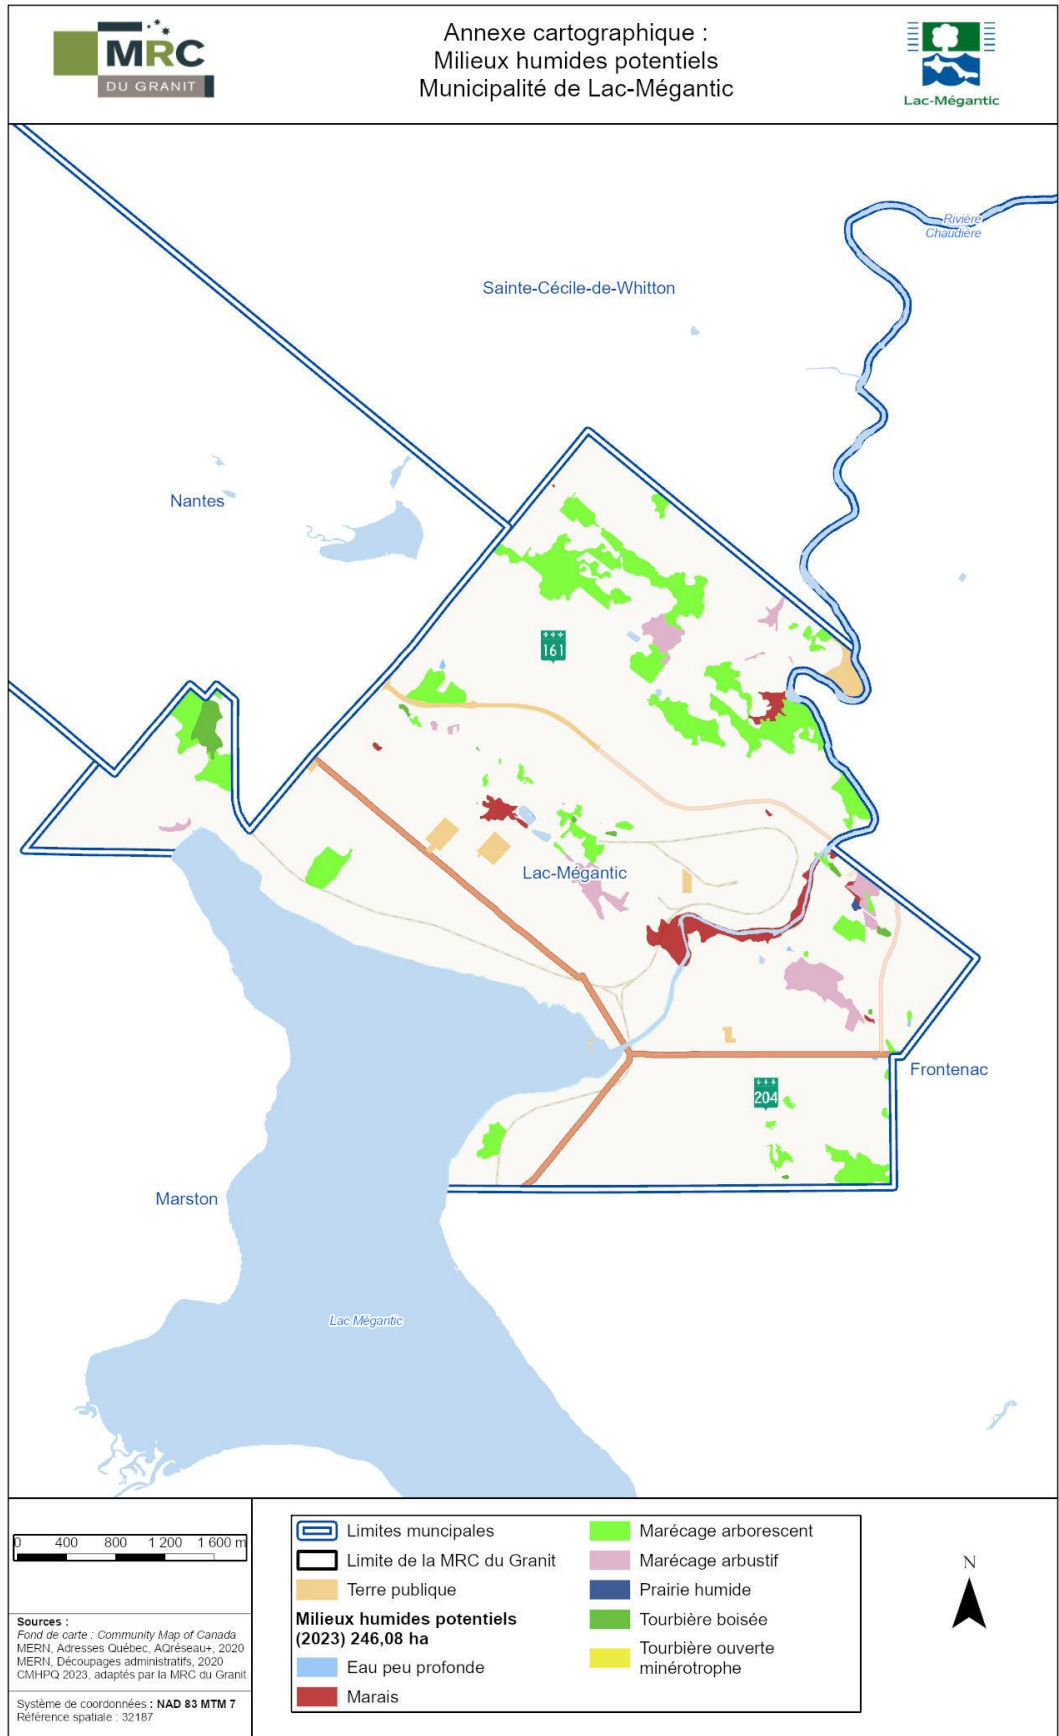 MRC
DU GRANIT
Annexe cartographique :
Milieux humides potentiels
Municipalité de Lac-Mégantic
Lac-Mégantic
Rivière
Chaudière
Sainte-Cécile-de-Whitton
Nantes
161
Lac-Mégantic
Frontenac
204
Marston
Lac Mégantic
0 400 800 1 200 1 600 m
Sources :
Fond de carte : Community Map of Canada
MERN, Adresses Québec, AQréseau+, 2020
MERN, Découpages administratifs, 2020
CMHPQ 2023, adaptés par la MRC du Granit
Système de coordonnées : NAD 83 MTM 7
Référence spatiale : 32187
Limites muncipales
Limite de la MRC du Granit
Terre publique
Milieux humides potentiels
(2023) 246,08 ha
Eau peu profonde
Marais
Marécage arborescent
Marécage arbustif
Prairie humide
Tourbière boisée
Tourbière ouverte
minérotrophe
N